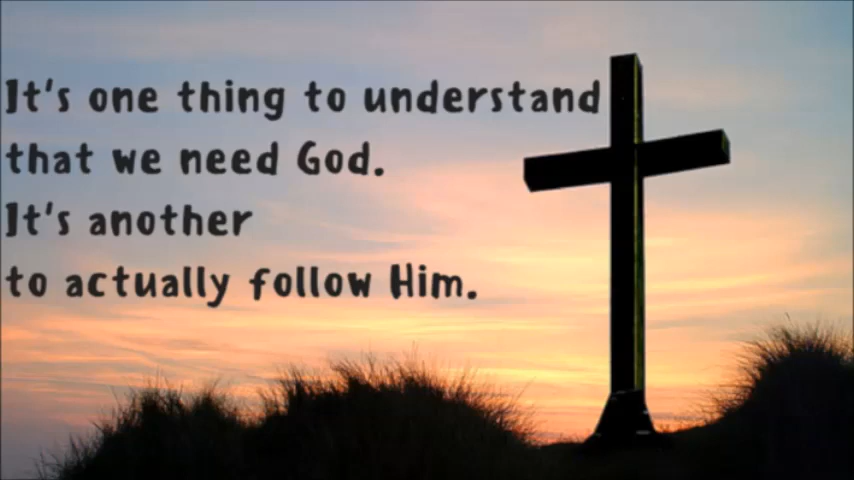 It's one thing to understand
that we need God.
It's another
to actually follow Him.